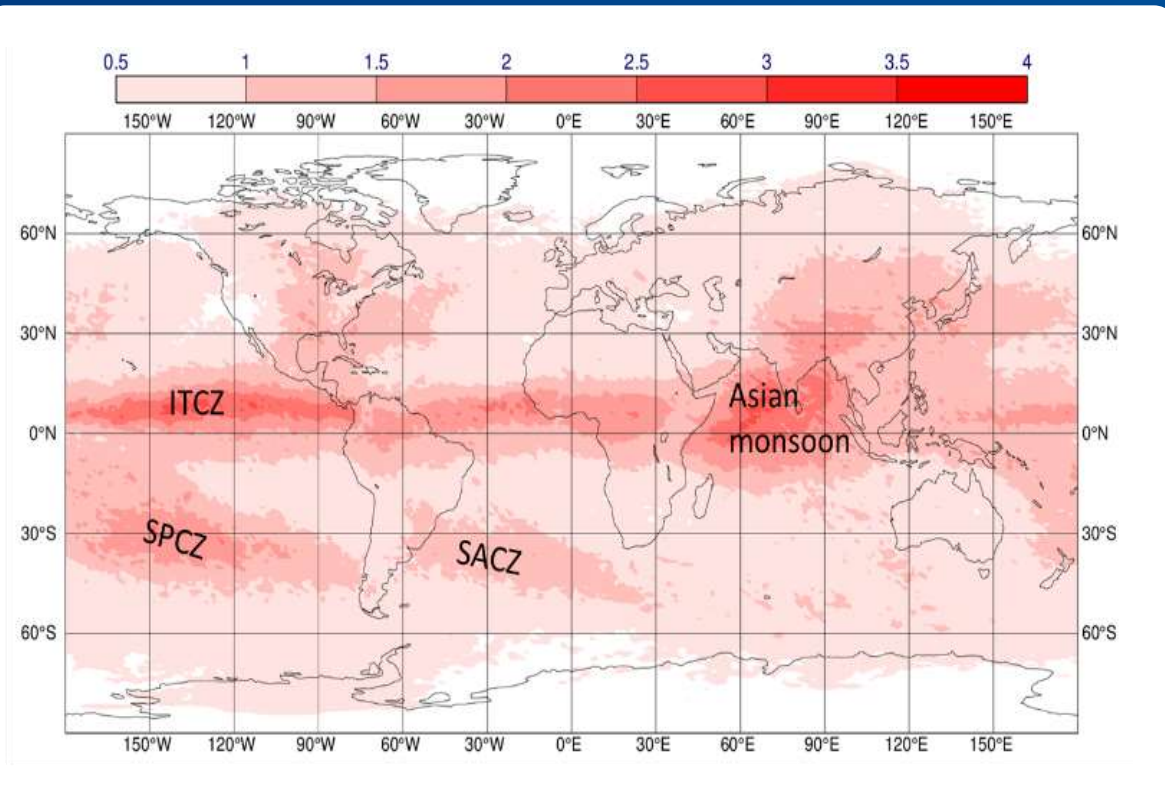 0.5 1 1.5 2 2.5 3 3.5 4
150°W 120°W 90°W 60°W 30°W 0°E 30°E 60°E 90°E 120°E 150°E
60°N 60°N
30°N 30°N
ITCZ Asian
0°N monsoon 0°N
SPCZ SACZ
30°S 30°S
60°S 60°S
150°W 120°W 90°W 60°W 30°W 0°E 30°E 60°E 90°E 120°E 150°E